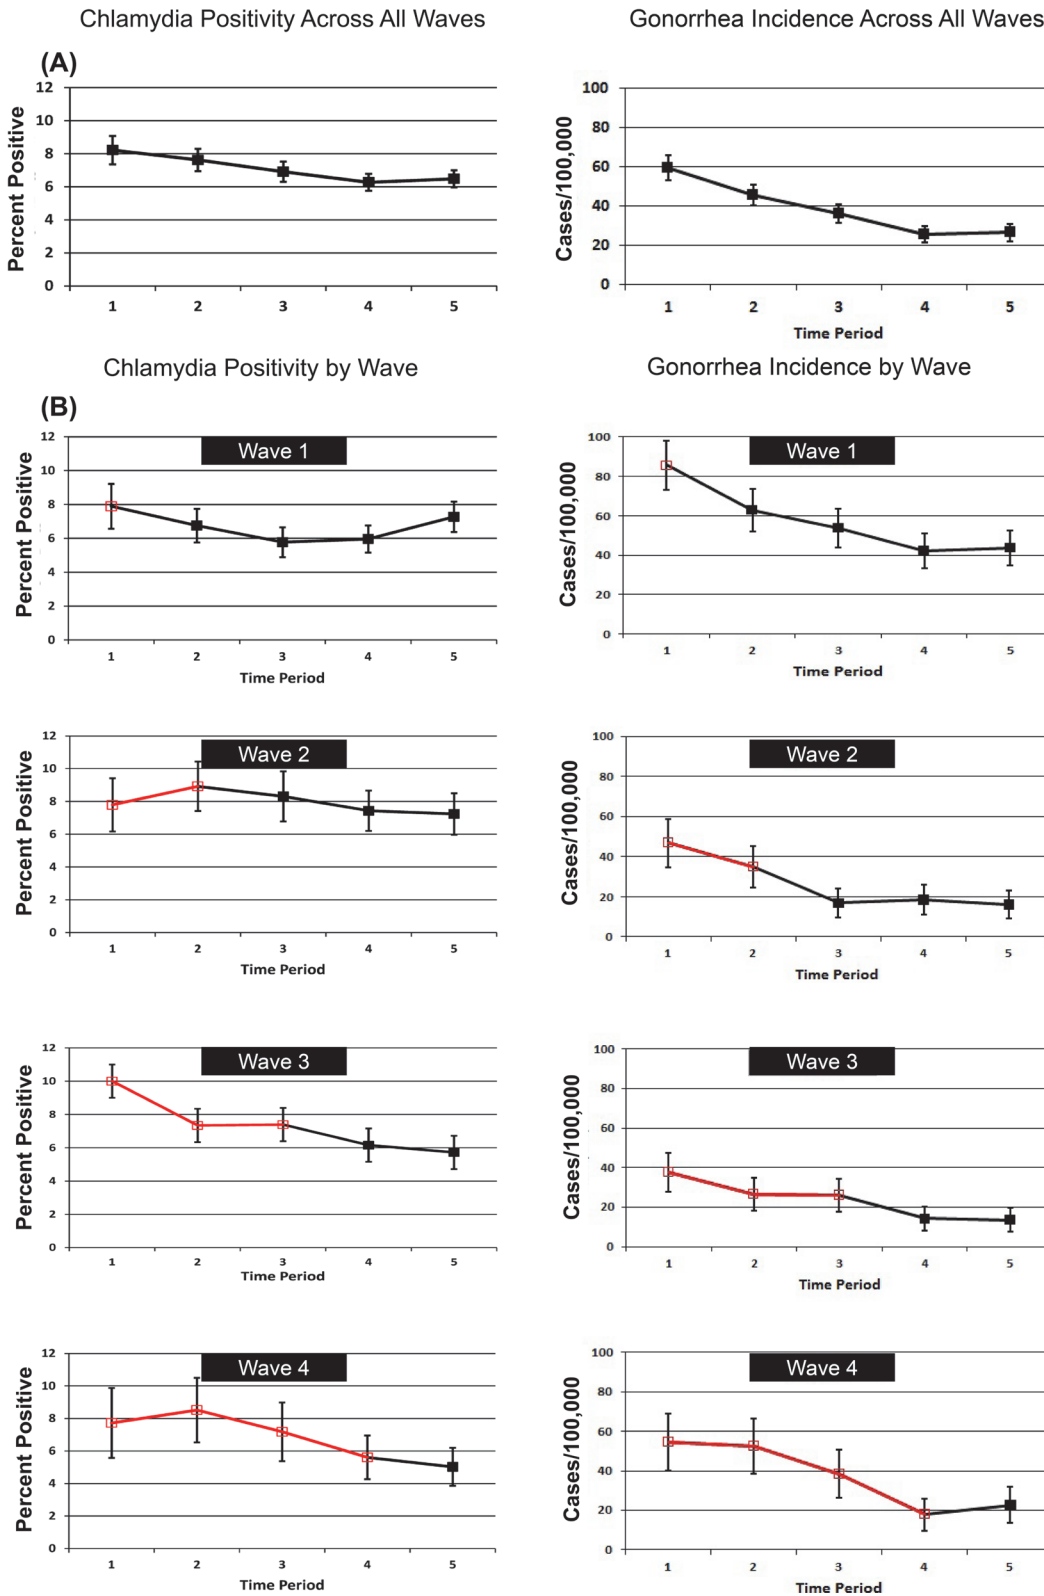 Chlamydia Positivity Across All Waves
Gonorrhea Incidence Across All Waves
(A)
Percent Positive
12
10
8
6
4
2
0
1 2 3 4 5
Cases/100,000
100
80
60
40
20
0
1 2 3 4 5
Time Period
Chlamydia Positivity by Wave
Gonorrhea Incidence by Wave
(B)
Wave 1
Percent Positive
12
10
8
6
4
2
0
1 2 3 4 5
Time Period
Wave 1
Cases/100,000
100
80
60
40
20
0
1 2 3 4 5
Time Period
Wave 2
Percent Positive
12
10
8
6
4
2
0
1 2 3 4 5
Time Period
Wave 2
Cases/100,000
100
80
60
40
20
0
1 2 3 4 5
Time Period
Wave 3
Percent Positive
12
10
8
6
4
2
0
1 2 3 4 5
Time Period
Wave 3
Cases/100,000
100
80
60
40
20
0
1 2 3 4 5
Time Period
Wave 4
Percent Positive
12
10
8
6
4
2
0
1 2 3 4 5
Time Period
Wave 4
Cases/100,000
100
80
60
40
20
0
1 2 3 4 5
Time Period